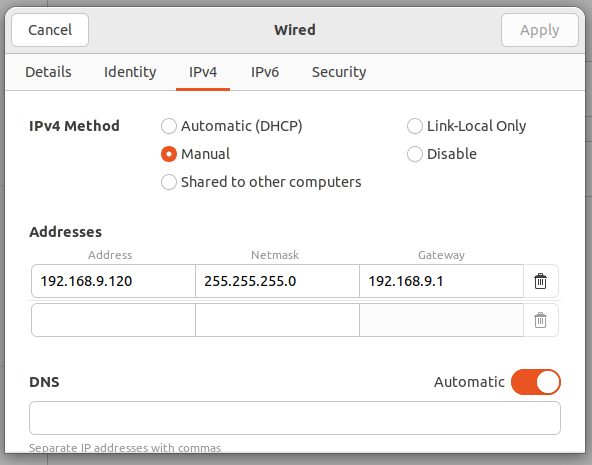 Cancel Wired Apply
Details Identity IPv4 IPv6 Security
IPv4 Method Automatic (DHCP) Link-Local Only
Manual Disable
Shared to other computers
Addresses
Address Netmask Gateway
192.168.9.120 255.255.255.0 192.168.9.1
DNS Automatic
Separate IP addresses with commas